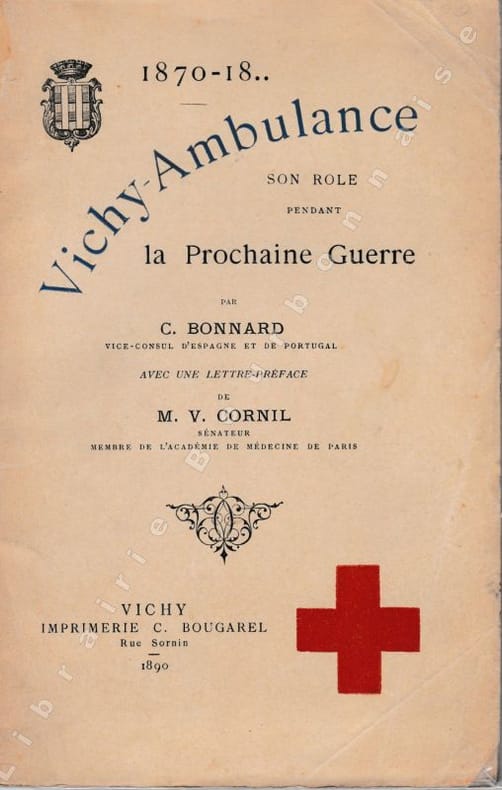 1870-18..
Vichy-Ambulance
SON ROLE
PENDANT
la Prochaine Guerre
PAR
C. BONNARD
VICE-CONSUL D'ESPAGNE ET DE PORTUGAL
AVEC UNE LETTRE-PRÉFACE
DE
M. V. CORNIL
SÉNATEUR
MEMBRE DE L'ACADÉMIE DE MÉDECINE DE PARIS
VICHY
IMPRIMERIE C. BOUGAREL
Rue Sornin
1890
Librairie Bourbonnaise